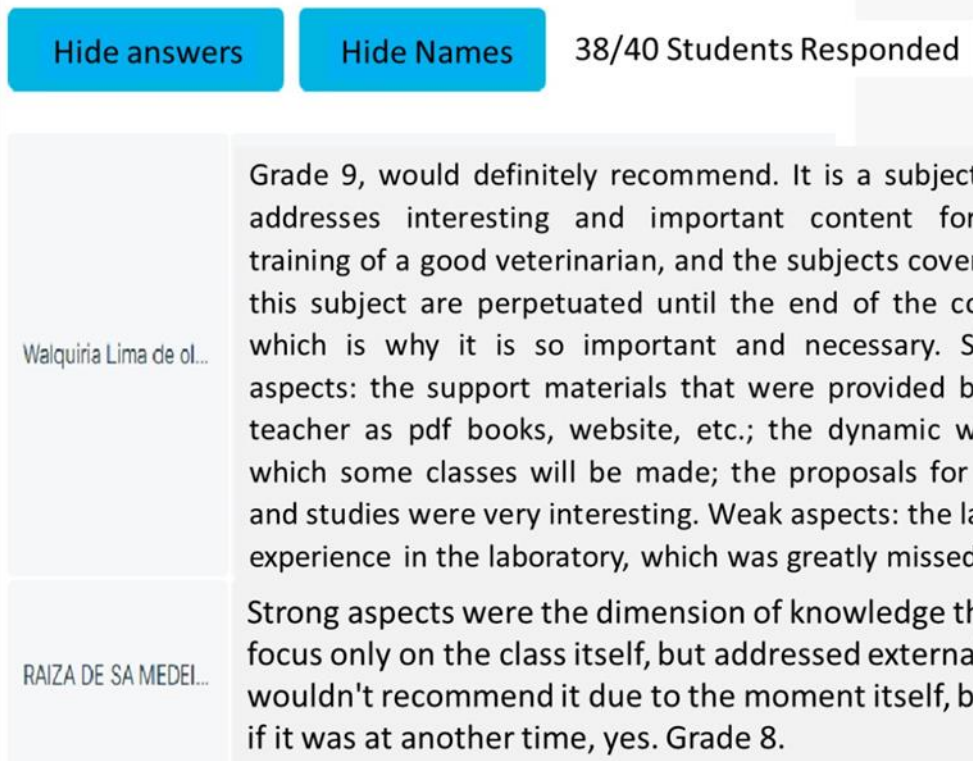 Hide answers Hide Names 38/40 Students Responded
Grade 9, would definitely recommend. It is a subject
addresses interesting and important content for
training of a good veterinarian, and the subjects cover
this subject are perpetuated until the end of the co
Walquiria Lima de ol... which is why it is so important and necessary. S
aspects: the support materials that were provided b
teacher as pdf books, website, etc.; the dynamic w
which some classes will be made; the proposals for
and studies were very interesting. Weak aspects: the la
experience in the laboratory, which was greatly missed
Strong aspects were the dimension of knowledge th
RAIZA DE SA MEDEI... focus only on the class itself, but addressed externa
wouldn't recommend it due to the moment itself, b
if it was at another time, yes. Grade 8.